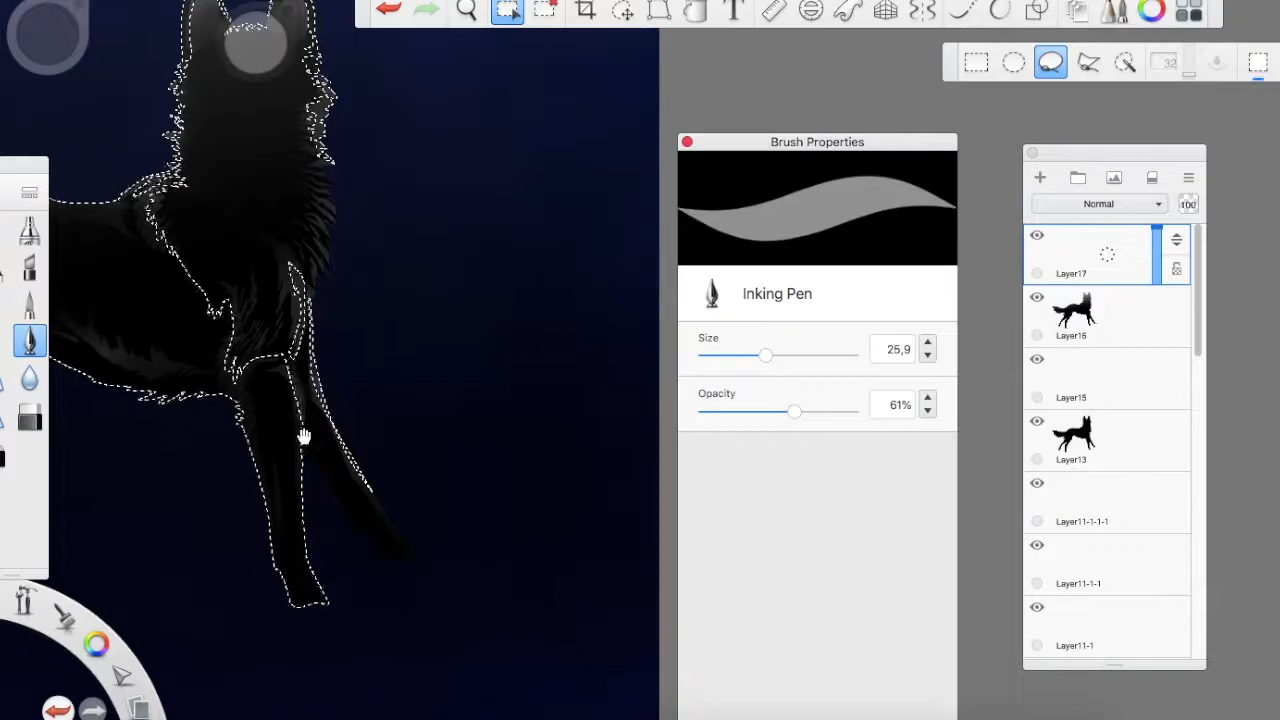 T
32
Brush Properties
Normal
100
Layer17
Inking Pen
Layer16
Size
25,9
Opacity
61%
Layer15
Layer13
Layer11-1-1-1
Layer11-1-1
Layer11-1